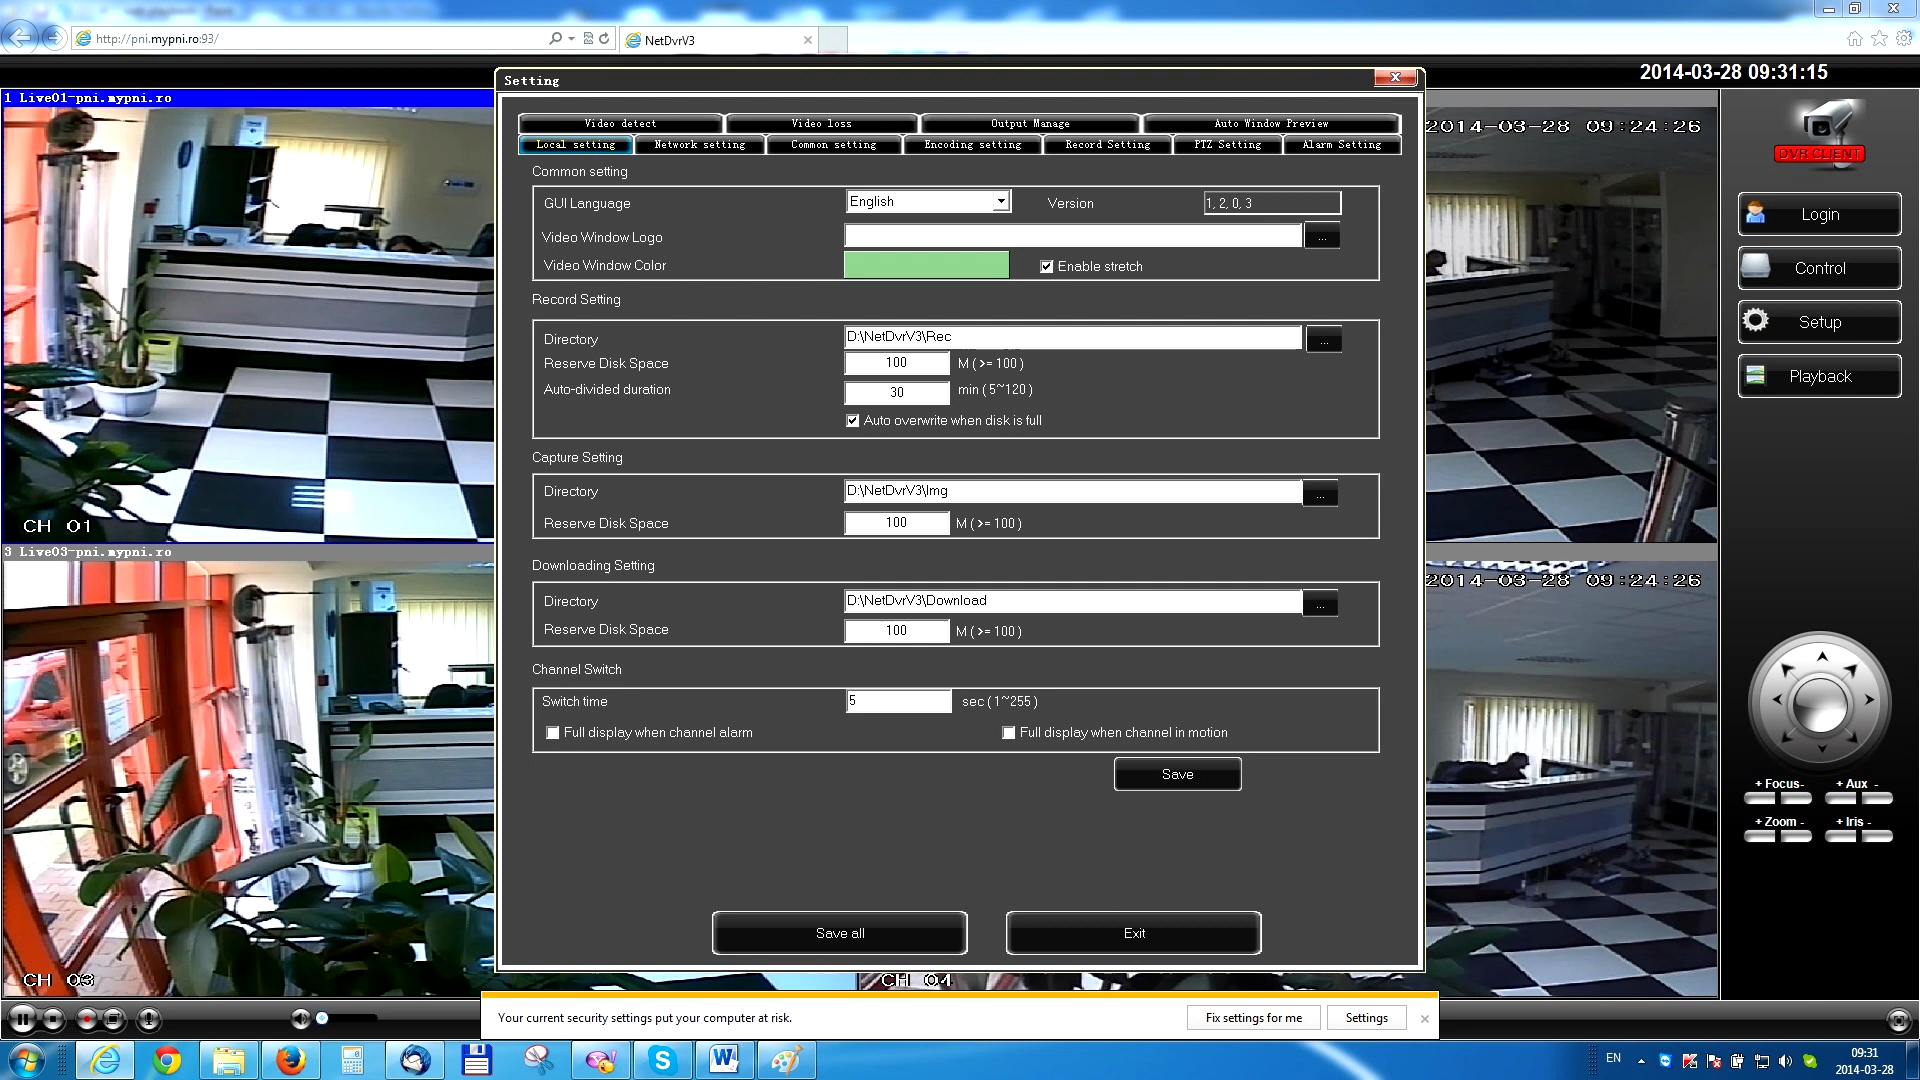 http://pni.mypni.ro:93/
NetDvrV3
2014-03-28 09:31:15
1 Live01-pni.mypni.ro
Setting
2014-03-28 09:24:26
DVR CLIENT
Video detect
Video loss
Output Manage
Auto Window Preview
Local setting
Network setting
Common setting
Encoding setting
Record Setting
PTZ Setting
Alarm Setting
Common setting
GUI Language
English
Version
1, 2, 0, 3
Video Window Logo
...
Video Window Color
Enable stretch
Record Setting
Directory
D:\NetDvrV3\Rec
...
Reserve Disk Space
100
M ( >= 100 )
Auto-divided duration
30
min ( 5~120 )
Auto overwrite when disk is full
Capture Setting
Directory
D:\NetDvrV3\Img
...
Reserve Disk Space
100
M ( >= 100 )
Downloading Setting
Directory
D:\NetDvrV3\Download
...
Reserve Disk Space
100
M ( >= 100 )
Channel Switch
Switch time
5
sec ( 1~255 )
Full display when channel alarm
Full display when channel in motion
Save
Save all
Exit
Login
Control
Setup
Playback
CH 01
3 Live03-pni.mypni.ro
2014-03-28 09:24:26
+ Focus-
+ Aux -
+ Zoom -
+ Iris -
CH 03
CH 04
Your current security settings put your computer at risk.
Fix settings for me
Settings
EN
09:31
2014-03-28